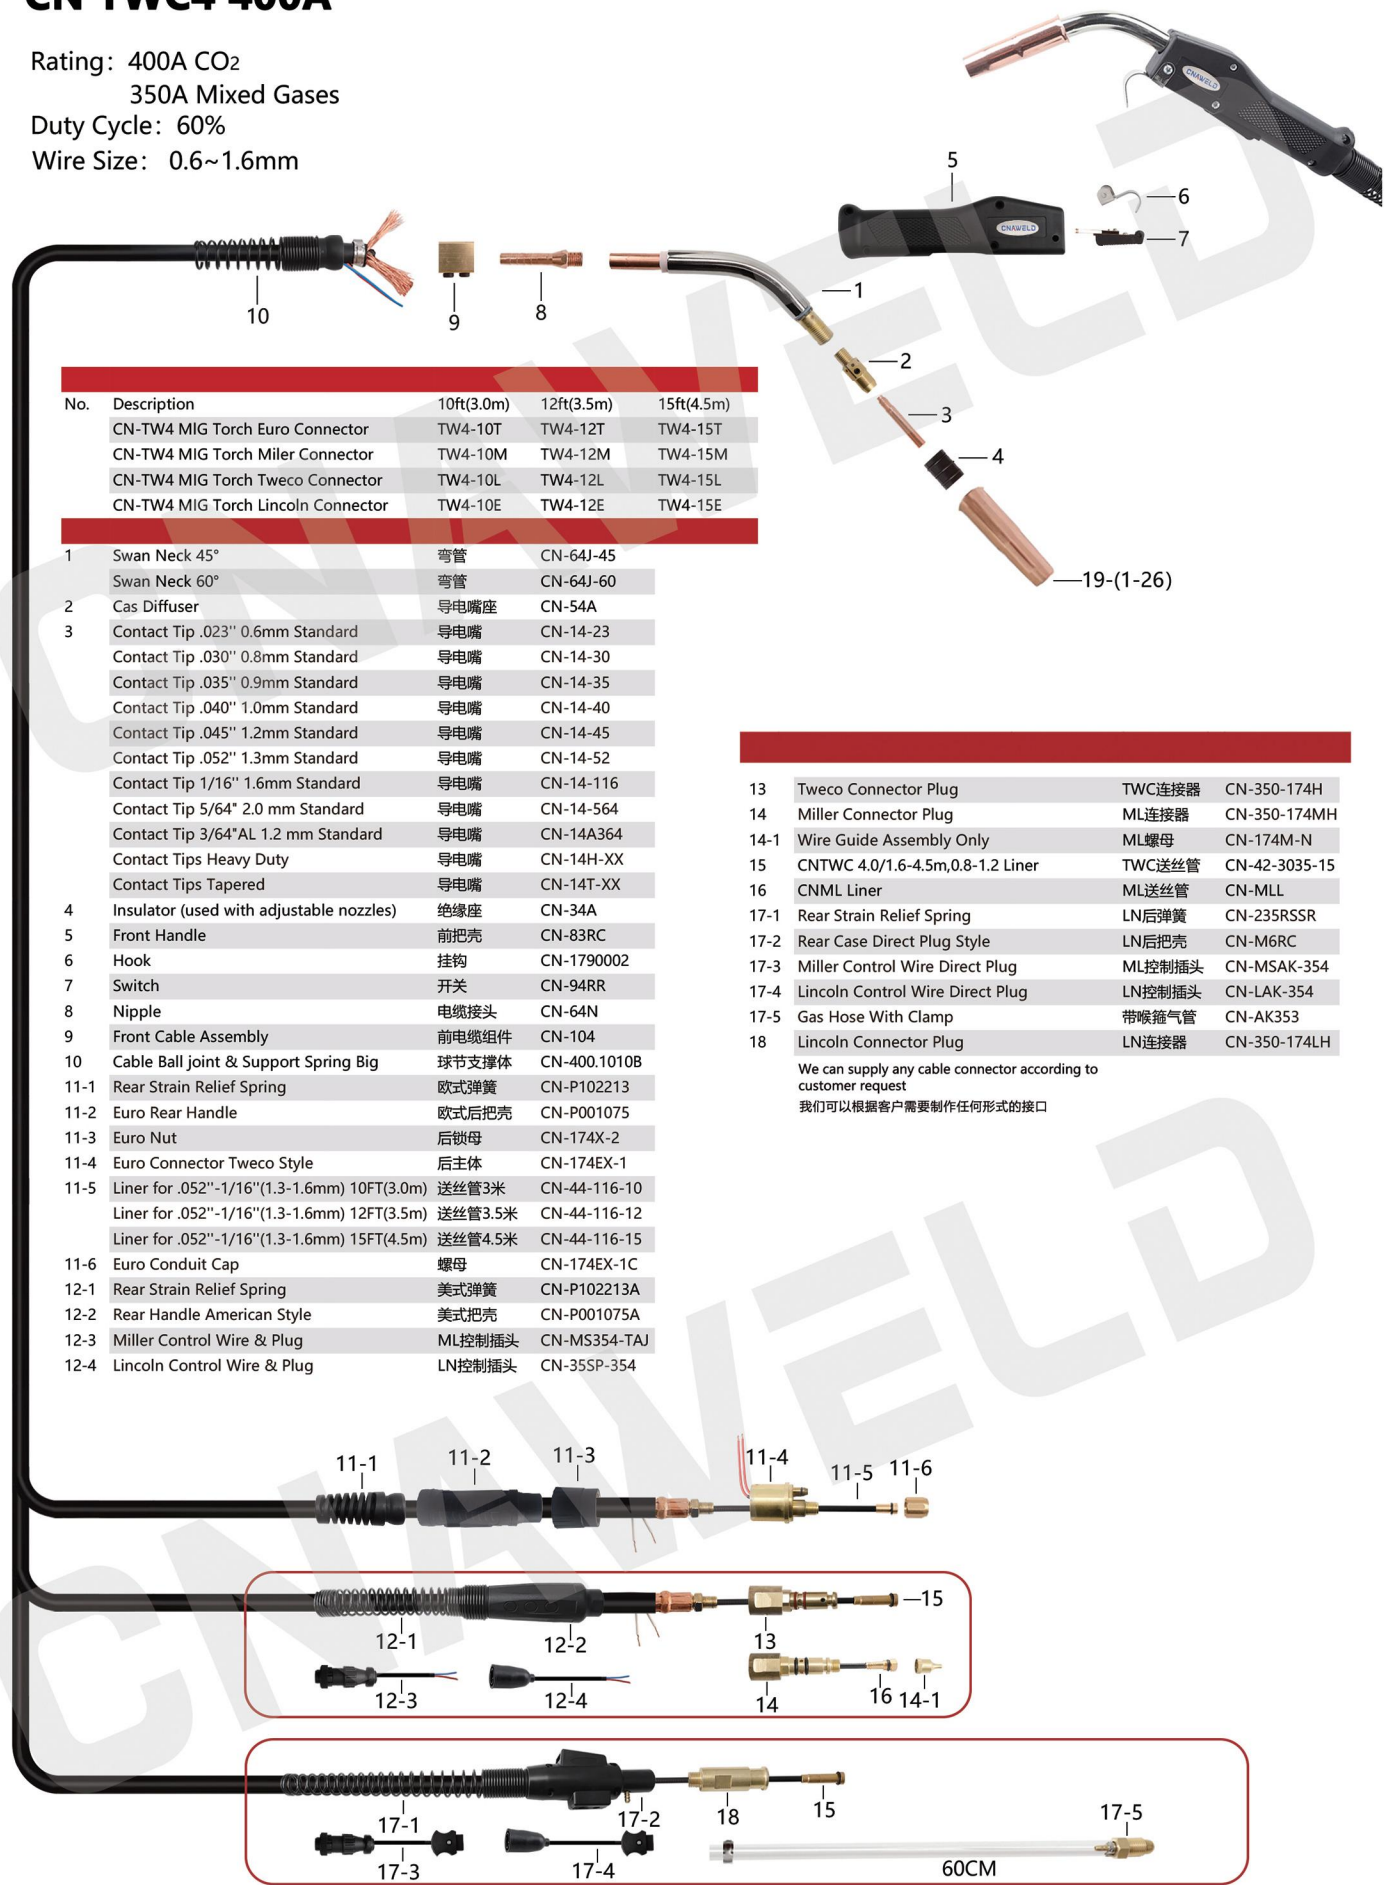 CN-TWC4-400A
Rating: 400A CO2
350A Mixed Gases
Duty Cycle: 60%
Wire Size: 0.6~1.6mm
CNAWELD
5
CNAWELD
6
7
10
9
8
1
2
3
4
19-(1-26)
No. Description 10ft(3.0m) 12ft(3.5m) 15ft(4.5m)
CN-TW4 MIG Torch Euro Connector TW4-10T TW4-12T TW4-15T
CN-TW4 MIG Torch Miler Connector TW4-10M TW4-12M TW4-15M
CN-TW4 MIG Torch Tweco Connector TW4-10L TW4-12L TW4-15L
CN-TW4 MIG Torch Lincoln Connector TW4-10E TW4-12E TW4-15E
1 Swan Neck 45° 弯管 CN-64J-45
Swan Neck 60° 弯管 CN-64J-60
2 Cas Diffuser 导电嘴座 CN-54A
3 Contact Tip .023'' 0.6mm Standard 导电嘴 CN-14-23
Contact Tip .030'' 0.8mm Standard 导电嘴 CN-14-30
Contact Tip .035'' 0.9mm Standard 导电嘴 CN-14-35
Contact Tip .040'' 1.0mm Standard 导电嘴 CN-14-40
Contact Tip .045'' 1.2mm Standard 导电嘴 CN-14-45
Contact Tip .052'' 1.3mm Standard 导电嘴 CN-14-52
Contact Tip 1/16'' 1.6mm Standard 导电嘴 CN-14-116
Contact Tip 5/64" 2.0 mm Standard 导电嘴 CN-14-564
Contact Tip 3/64"AL 1.2 mm Standard 导电嘴 CN-14A364
Contact Tips Heavy Duty 导电嘴 CN-14H-XX
Contact Tips Tapered 导电嘴 CN-14T-XX
4 Insulator (used with adjustable nozzles) 绝缘座 CN-34A
5 Front Handle 前把壳 CN-83RC
6 Hook 挂钩 CN-1790002
7 Switch 开关 CN-94RR
8 Nipple 电缆接头 CN-64N
9 Front Cable Assembly 前电缆组件 CN-104
10 Cable Ball joint & Support Spring Big 球节支撑体 CN-400.1010B
11-1 Rear Strain Relief Spring 欧式弹簧 CN-P102213
11-2 Euro Rear Handle 欧式后把壳 CN-P001075
11-3 Euro Nut 后锁母 CN-174X-2
11-4 Euro Connector Tweco Style 后主体 CN-174EX-1
11-5 Liner for .052''-1/16''(1.3-1.6mm) 10FT(3.0m) 送丝管3米 CN-44-116-10
Liner for .052''-1/16''(1.3-1.6mm) 12FT(3.5m) 送丝管3.5米 CN-44-116-12
Liner for .052''-1/16''(1.3-1.6mm) 15FT(4.5m) 送丝管4.5米 CN-44-116-15
11-6 Euro Conduit Cap 螺母 CN-174EX-1C
12-1 Rear Strain Relief Spring 美式弹簧 CN-P102213A
12-2 Rear Handle American Style 美式把壳 CN-P001075A
12-3 Miller Control Wire & Plug ML控制插头 CN-MS354-TAJ
12-4 Lincoln Control Wire & Plug LN控制插头 CN-35SP-354
13 Tweco Connector Plug TWC连接器 CN-350-174H
14 Miller Connector Plug ML连接器 CN-350-174MH
14-1 Wire Guide Assembly Only ML螺母 CN-174M-N
15 CNTWC 4.0/1.6-4.5m,0.8-1.2 Liner TWC送丝管 CN-42-3035-15
16 CNML Liner ML送丝管 CN-MLL
17-1 Rear Strain Relief Spring LN后弹簧 CN-235RSSR
17-2 Rear Case Direct Plug Style LN后把壳 CN-M6RC
17-3 Miller Control Wire Direct Plug ML控制插头 CN-MSAK-354
17-4 Lincoln Control Wire Direct Plug LN控制插头 CN-LAK-354
17-5 Gas Hose With Clamp 带喉箍气管 CN-AK353
18 Lincoln Connector Plug LN连接器 CN-350-174LH
We can supply any cable connector according to
customer request
我们可以根据客户需要制作任何形式的接口
11-1
11-2
11-3
11-4
11-5
11-6
12-1
12-2
13
15
12-3
12-4
14
16
14-1
17-1
17-2
18
15
17-5
17-3
17-4
60CM
CNAWELD
CNAWELD